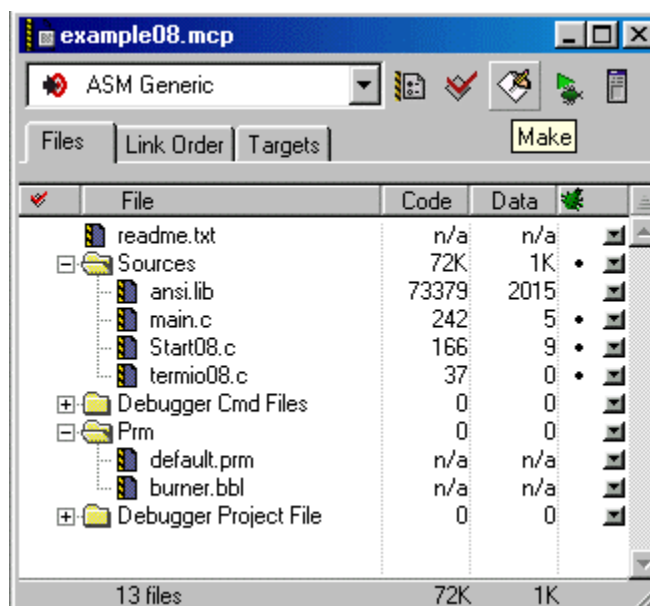 example08.mcp
ASM Generic
Make
Files Link Order Targets
File Code Data
readme.txt n/a n/a
Sources 72K 1K •
ansi.lib 73379 2015
main.c 242 5 •
Start08.c 166 9 •
termio08.c 37 0 •
Debugger Cmd Files 0 0
Prm 0 0
default.prm n/a n/a
burner.bbl n/a n/a
Debugger Project File 0 0
13 files 72K 1K